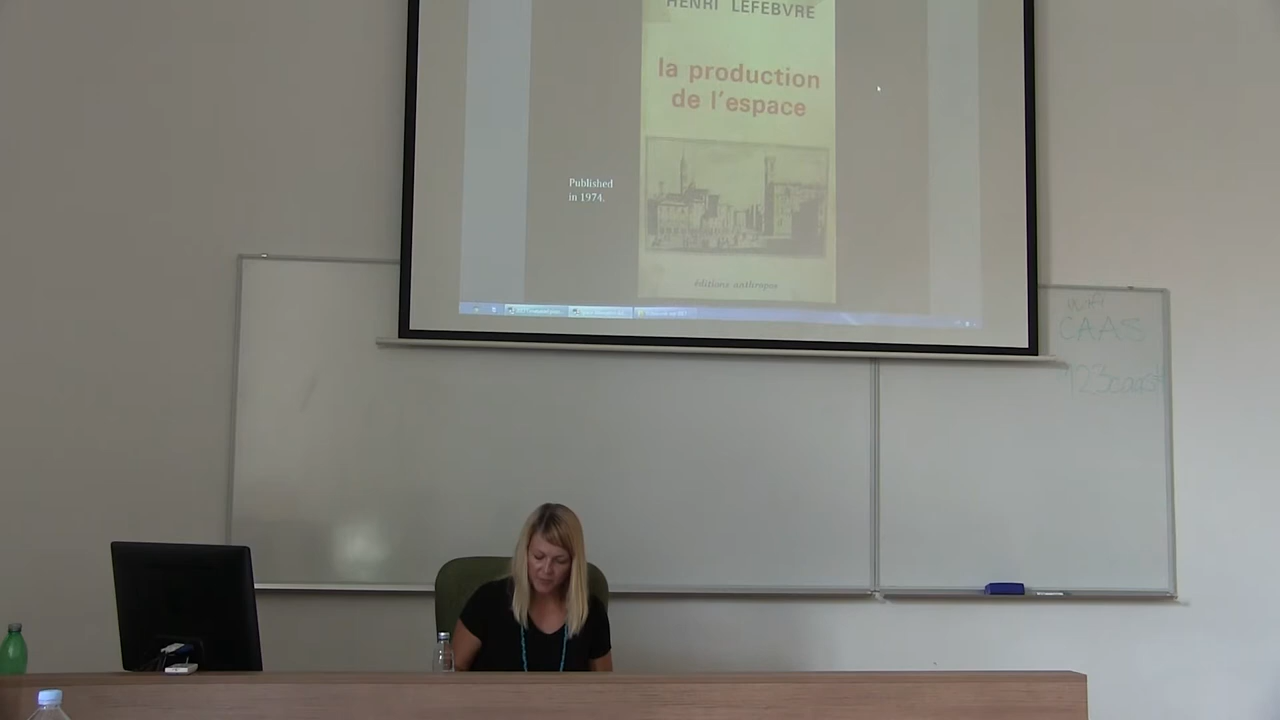 HENRI LEFEBVRE
la production
de l'espace
Published
in 1974.
éditions anthropos
CAAS